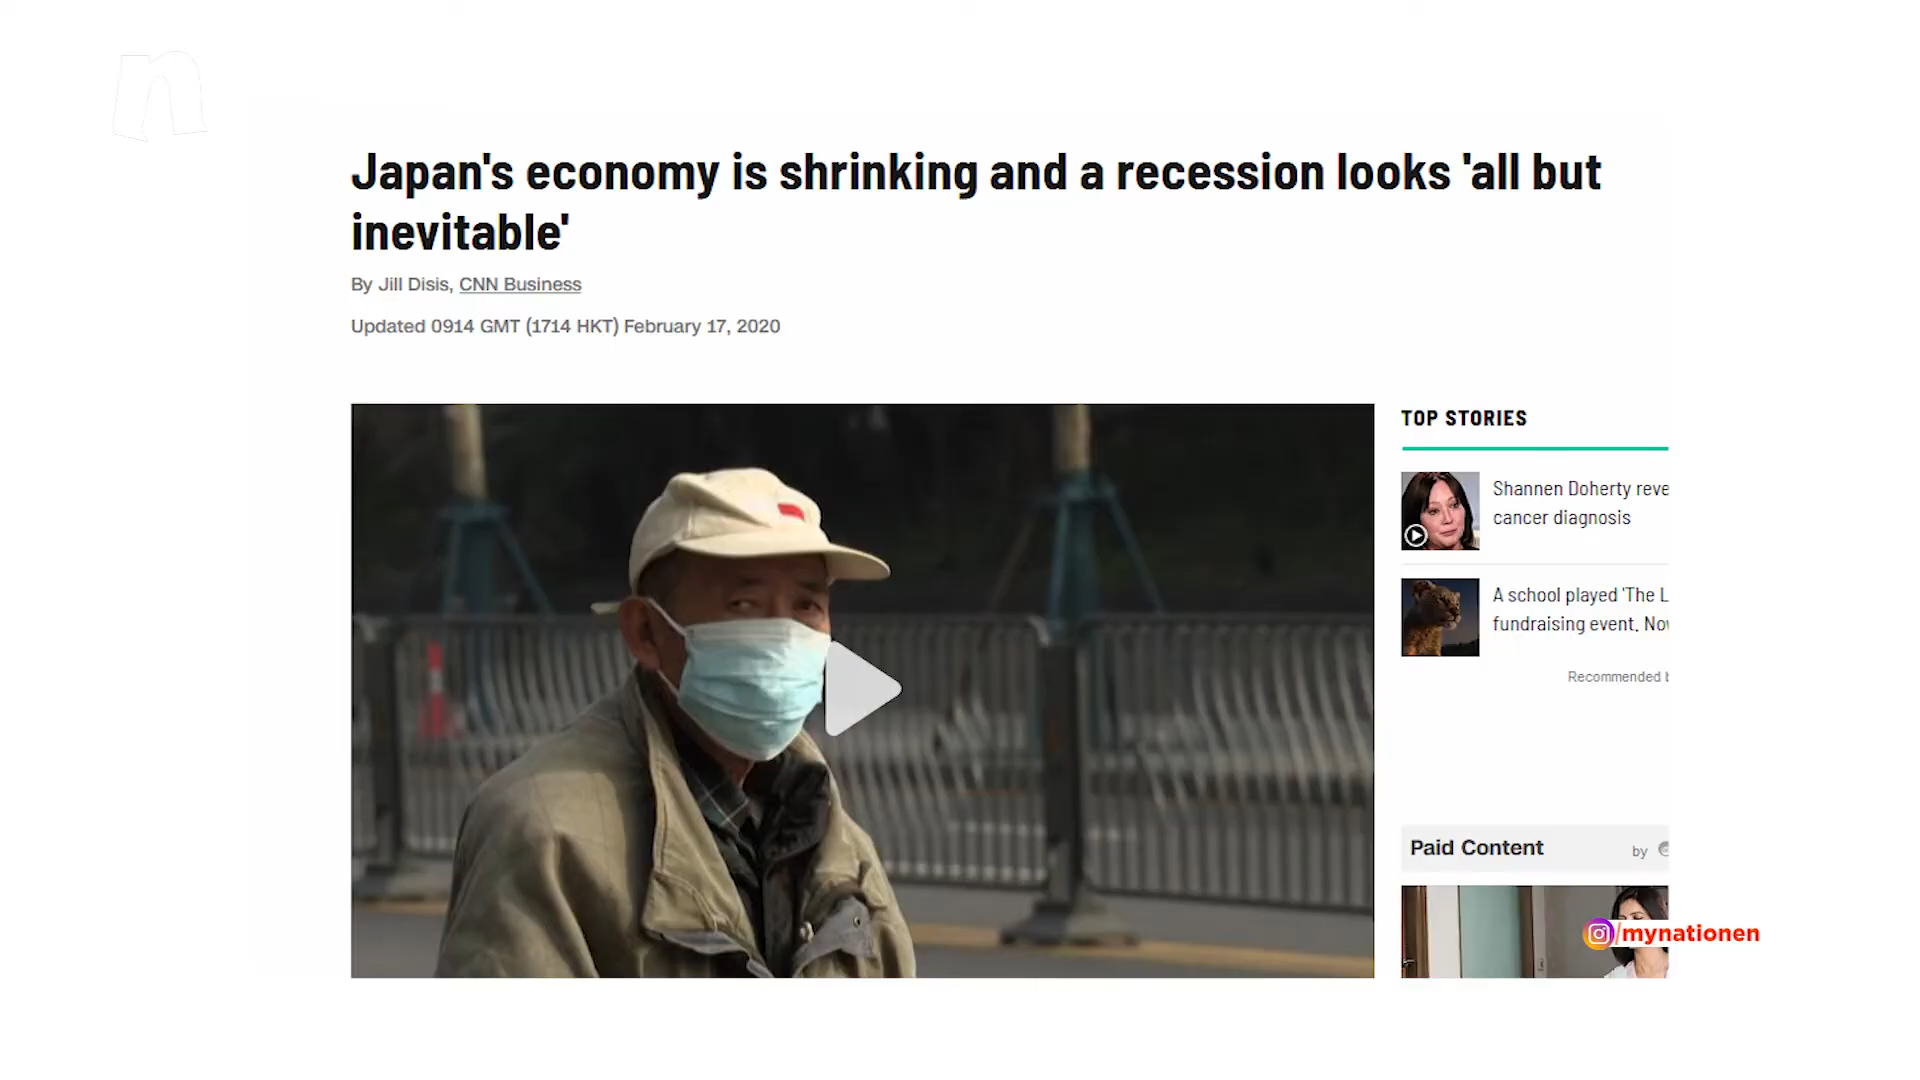 n
Japan's economy is shrinking and a recession looks 'all but
inevitable'
By Jill Disis, CNN Business
Updated 0914 GMT (1714 HKT) February 17, 2020
TOP STORIES
Shannen Doherty reve
cancer diagnosis
A school played 'The L
fundraising event. No
Recommended
Paid Content
by
/mynationen